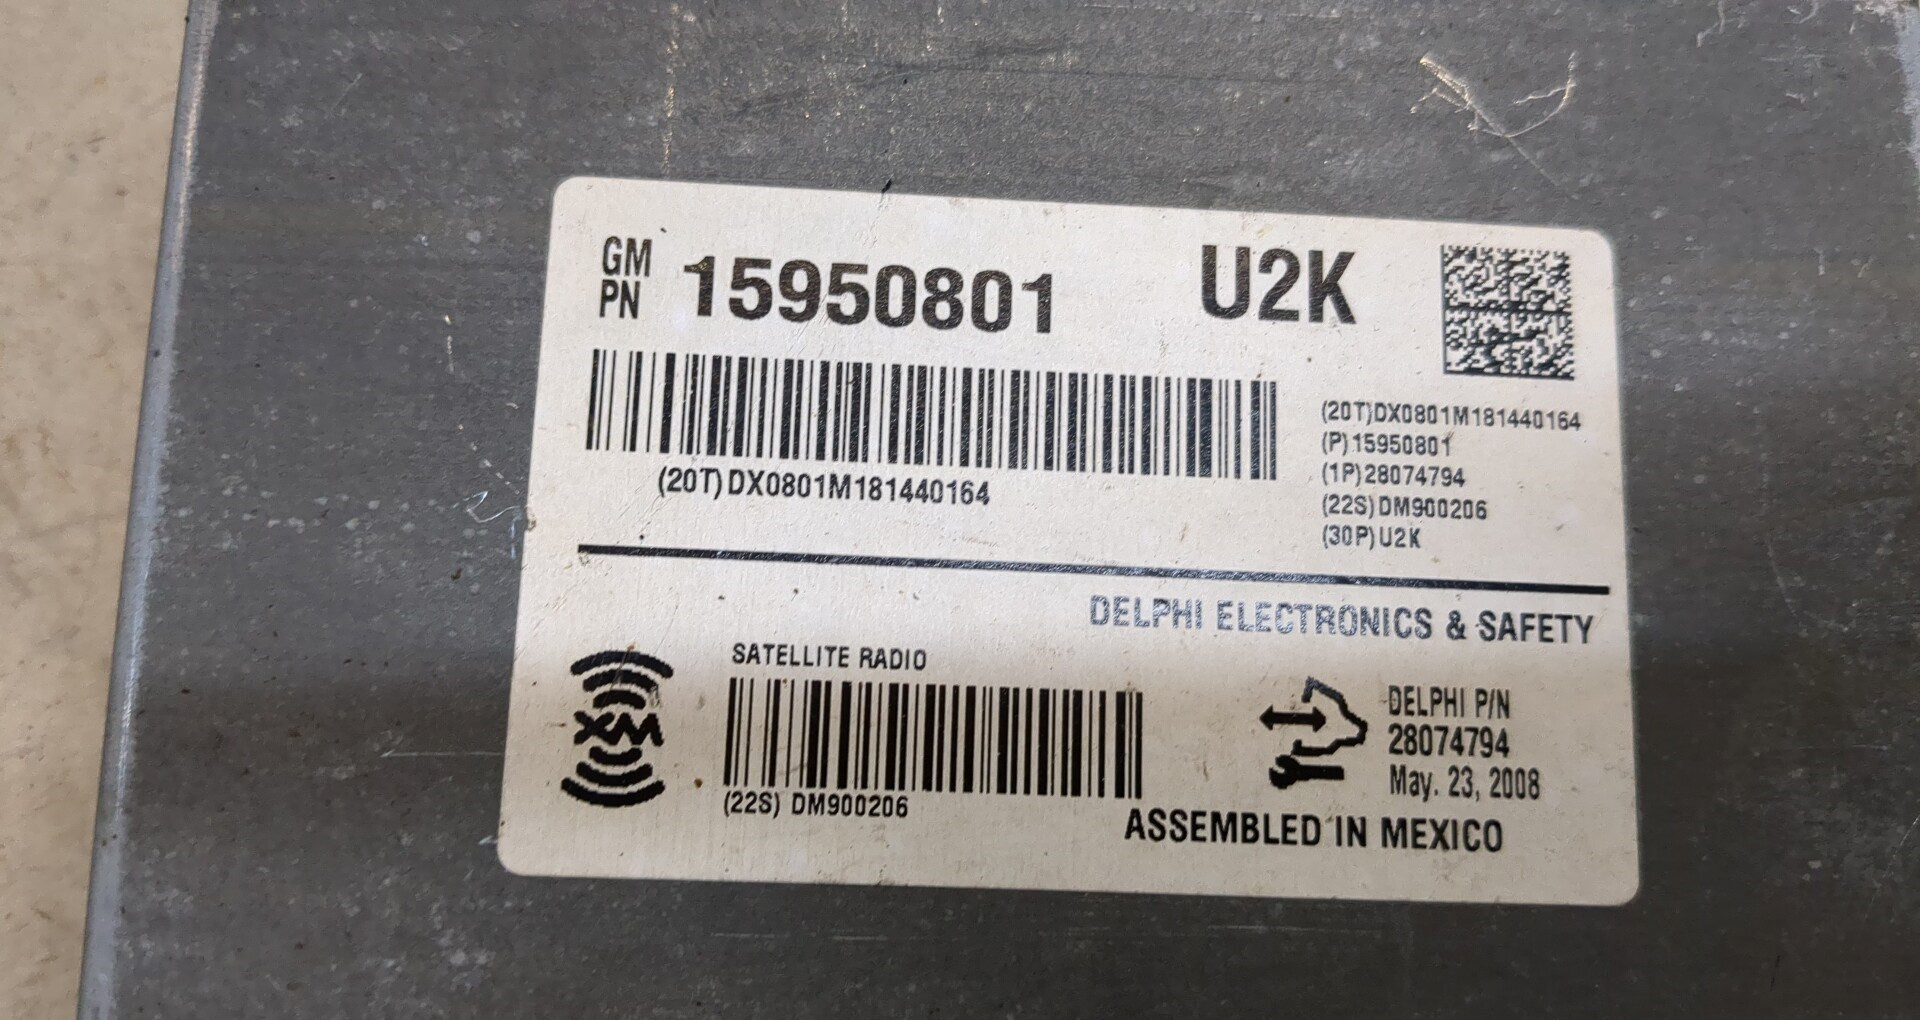 GM PN 15950801 U2K
(20T)DX0801M181440164
(20T)DX0801M181440164
(P)15950801
(1P)28074794
(22S)DM900206
(30P)U2K
DELPHI ELECTRONICS & SAFETY
XM
SATELLITE RADIO
(22S) DM900206
DELPHI P/N
28074794
May. 23, 2008
ASSEMBLED IN MEXICO